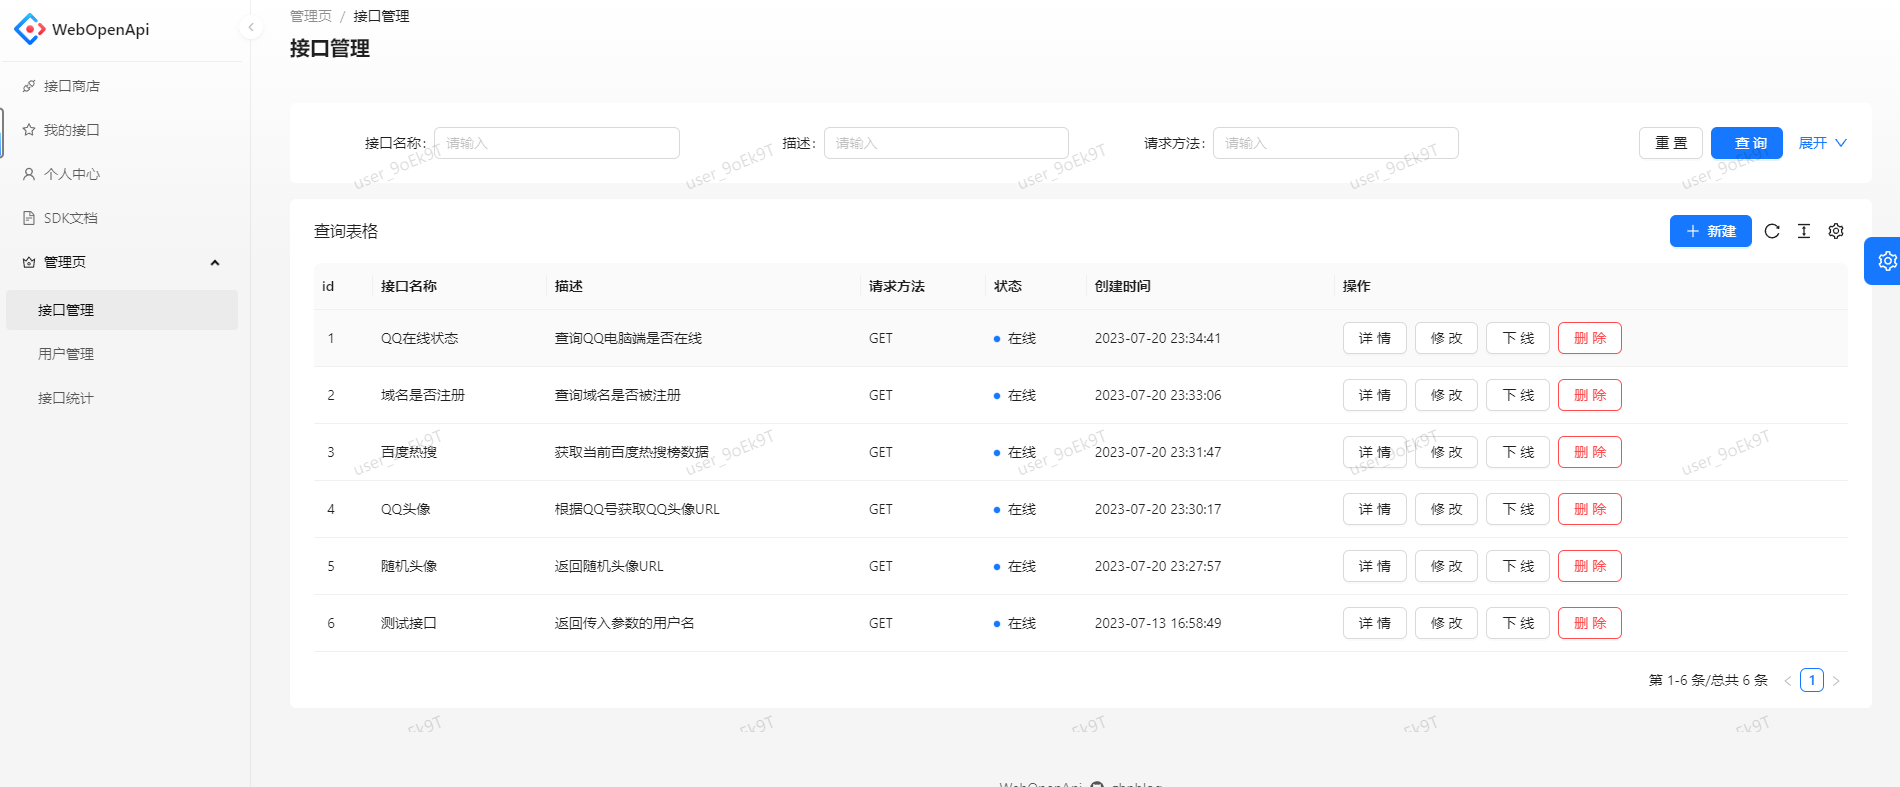 WebOpenApi
接口商店
我的接口
个人中心
SDK文档
管理页
接口管理
用户管理
接口统计
管理页 / 接口管理
接口管理
接口名称: 请输入 描述: 请输入 请求方法: 请输入 重 置 查 询 展开
user_9oEk9T user_9oEk9T user_9oEk9T user_9oEk9T user_9oEk9T
查询表格 新建
id 接口名称 描述 请求方法 状态 创建时间 操作
1 QQ在线状态 查询QQ电脑端是否在线 GET 在线 2023-07-20 23:34:41 详 情 修 改 下 线 删 除
2 域名是否注册 查询域名是否被注册 GET 在线 2023-07-20 23:33:06 详 情 修 改 下 线 删 除
3 百度热搜 获取当前百度热搜榜数据 GET 在线 2023-07-20 23:31:47 详 情 修 改 下 线 删 除
user_9oEk9T user_9oEk9T user_9oEk9T user_9oEk9T user_9oEk9T
4 QQ头像 根据QQ号获取QQ头像URL GET 在线 2023-07-20 23:30:17 详 情 修 改 下 线 删 除
5 随机头像 返回随机头像URL GET 在线 2023-07-20 23:27:57 详 情 修 改 下 线 删 除
6 测试接口 返回传入参数的用户名 GET 在线 2023-07-13 16:58:49 详 情 修 改 下 线 删 除
第 1-6 条/总共 6 条 < 1 >
Ek9T Ek9T Ek9T Ek9T Ek9T
WebOpenApi